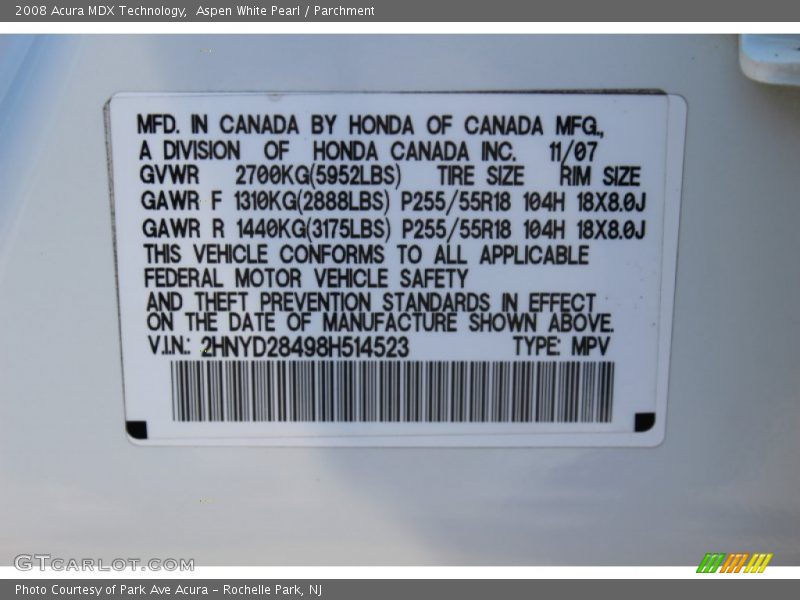 2008 Acura MDX Technology, Aspen White Pearl / Parchment
MFD. IN CANADA BY HONDA OF CANADA MFG.,
A DIVISION OF HONDA CANADA INC. 11/07
GVWR 2700KG(5952LBS) TIRE SIZE RIM SIZE
GAWR F 1310KG(2888LBS) P255/55R18 104H 18X8.0J
GAWR R 1440KG(3175LBS) P255/55R18 104H 18X8.0J
THIS VEHICLE CONFORMS TO ALL APPLICABLE
FEDERAL MOTOR VEHICLE SAFETY
AND THEFT PREVENTION STANDARDS IN EFFECT
ON THE DATE OF MANUFACTURE SHOWN ABOVE.
V.I.N.: 2HNYD28498H514523 TYPE: MPV
GTCARLOT.COM
Photo Courtesy of Park Ave Acura - Rochelle Park, NJ